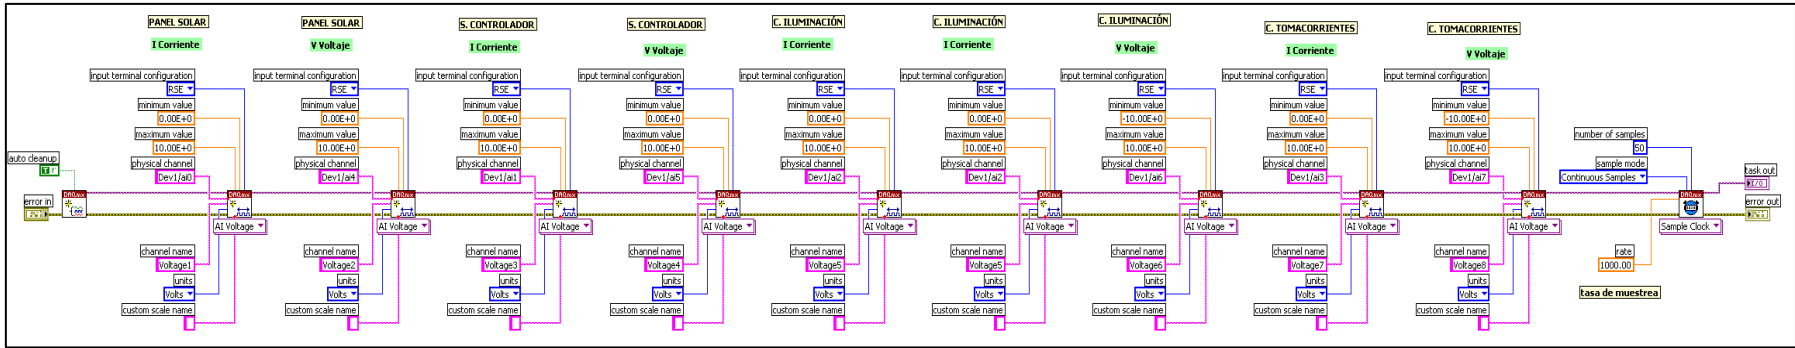 auto cleanup
T F
error in
DAQmx
PANEL SOLAR
I Corriente
input terminal configuration
RSE
minimum value
0.00E+0
maximum value
10.00E+0
physical channel
Dev1/ai0
DAQmx
AI Voltage
channel name
Voltage1
units
Volts
custom scale name
PANEL SOLAR
V Voltaje
input terminal configuration
RSE
minimum value
0.00E+0
maximum value
10.00E+0
physical channel
Dev1/ai4
DAQmx
AI Voltage
channel name
Voltage2
units
Volts
custom scale name
S. CONTROLADOR
I Corriente
input terminal configuration
RSE
minimum value
0.00E+0
maximum value
10.00E+0
physical channel
Dev1/ai1
DAQmx
AI Voltage
channel name
Voltage3
units
Volts
custom scale name
S. CONTROLADOR
V Voltaje
input terminal configuration
RSE
minimum value
0.00E+0
maximum value
10.00E+0
physical channel
Dev1/ai5
DAQmx
AI Voltage
channel name
Voltage4
units
Volts
custom scale name
C. ILUMINACIÓN
I Corriente
input terminal configuration
RSE
minimum value
0.00E+0
maximum value
10.00E+0
physical channel
Dev1/ai2
DAQmx
AI Voltage
channel name
Voltage5
units
Volts
custom scale name
C. ILUMINACIÓN
I Corriente
input terminal configuration
RSE
minimum value
0.00E+0
maximum value
10.00E+0
physical channel
Dev1/ai2
DAQmx
AI Voltage
channel name
Voltage5
units
Volts
custom scale name
C. ILUMINACIÓN
V Voltaje
input terminal configuration
RSE
minimum value
-10.00E+0
maximum value
10.00E+0
physical channel
Dev1/ai6
DAQmx
AI Voltage
channel name
Voltage6
units
Volts
custom scale name
C. TOMACORRIENTES
I Corriente
input terminal configuration
RSE
minimum value
0.00E+0
maximum value
10.00E+0
physical channel
Dev1/ai3
DAQmx
AI Voltage
channel name
Voltage7
units
Volts
custom scale name
C. TOMACORRIENTES
V Voltaje
input terminal configuration
RSE
minimum value
-10.00E+0
maximum value
10.00E+0
physical channel
Dev1/ai7
DAQmx
AI Voltage
channel name
Voltage8
units
Volts
custom scale name
number of samples
50
sample mode
Continuous Samples
DAQmx
Sample Clock
rate
1000.00
tasa de muestrea
task out
I/O
error out